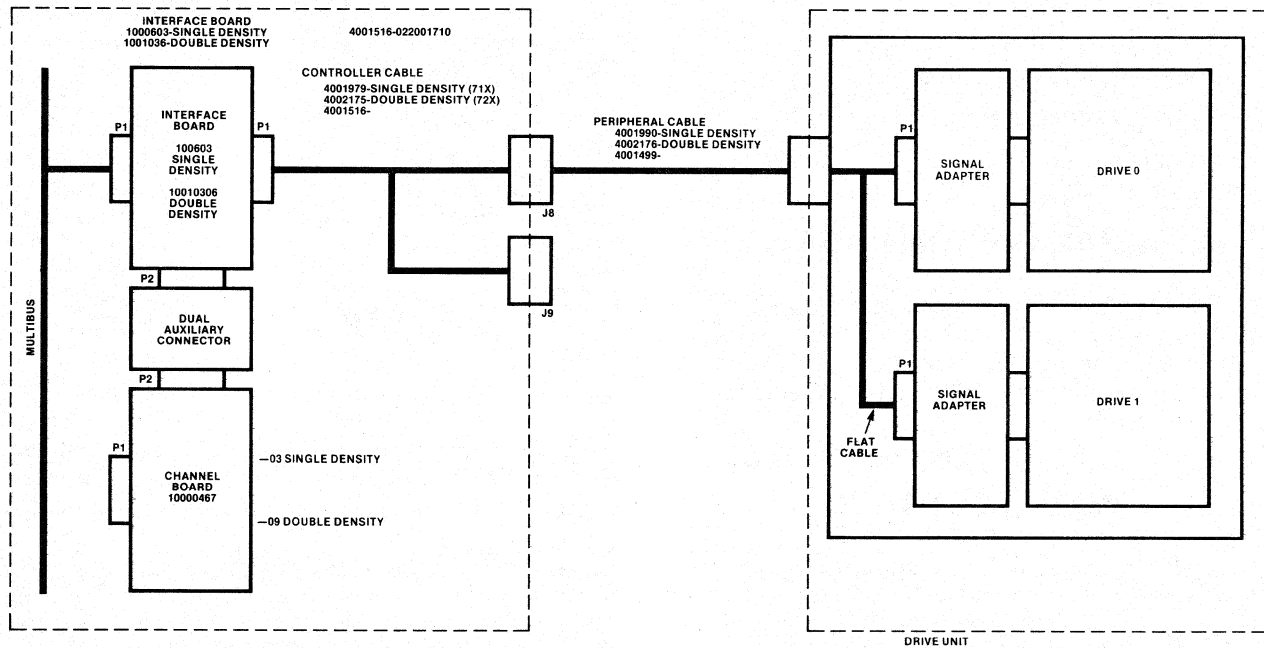 INTERFACE BOARD
1000603-SINGLE DENSITY
1001036-DOUBLE DENSITY
4001516-022001710
CONTROLLER CABLE
4001979-SINGLE DENSITY (71X)
4002175-DOUBLE DENSITY (72X)
4001516-
P1
INTERFACE
BOARD
100603
SINGLE
DENSITY
10010306
DOUBLE
DENSITY
P1
PERIPHERAL CABLE
4001990-SINGLE DENSITY
4002176-DOUBLE DENSITY
4001499-
J8
J9
P2
DUAL
AUXILIARY
CONNECTOR
P2
MULTIBUS
P1
CHANNEL
BOARD
10000467
—03 SINGLE DENSITY
—09 DOUBLE DENSITY
P1
SIGNAL
ADAPTER
DRIVE 0
P1
SIGNAL
ADAPTER
DRIVE 1
FLAT
CABLE
DRIVE UNIT